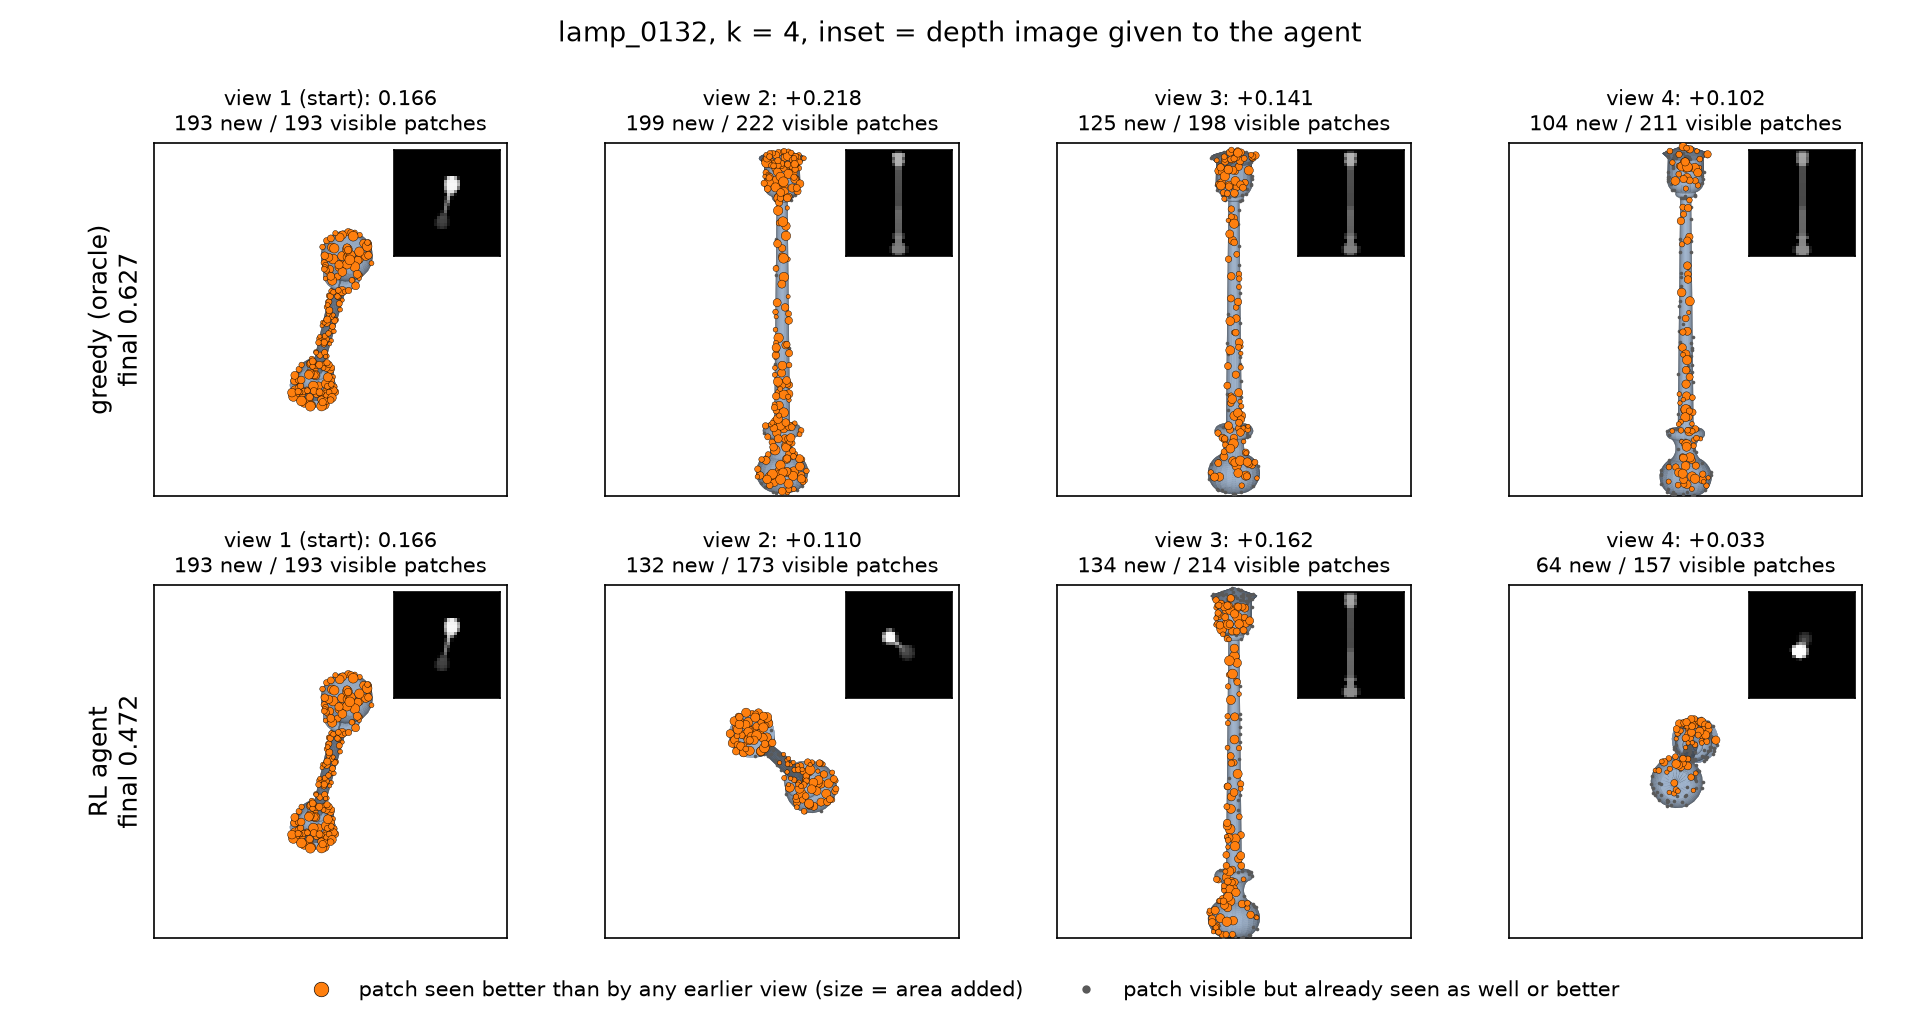 lamp_0132, k = 4, inset = depth image given to the agent
greedy (oracle)
final 0.627
view 1 (start): 0.166
193 new / 193 visible patches
view 2: +0.218
199 new / 222 visible patches
view 3: +0.141
125 new / 198 visible patches
view 4: +0.102
104 new / 211 visible patches
RL agent
final 0.472
view 1 (start): 0.166
193 new / 193 visible patches
view 2: +0.110
132 new / 173 visible patches
view 3: +0.162
134 new / 214 visible patches
view 4: +0.033
64 new / 157 visible patches
patch seen better than by any earlier view (size = area added)
patch visible but already seen as well or better